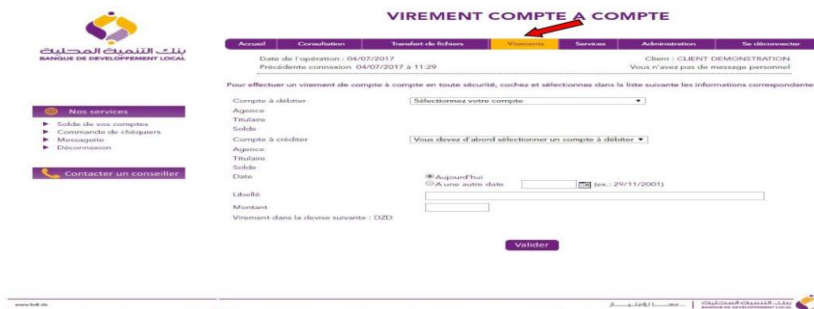 VIREMENT COMPTE A COMPTE
بنك التنمية المحلية
BANQUE DE DEVELOPPEMENT LOCAL
Accueil Consultation Transfert de fichiers Virements Services Administration Se déconnecter
Date de l'opération : 04/07/2017 Client : CLIENT DEMONSTRATION
Précédente connexion 04/07/2017 à 11:29 Vous n'avez pas de message personnel
Pour effectuer un virement de compte à compte en toute sécurité, cochez et sélectionnez dans la liste suivante les informations correspondante
Nos services
Solde de vos comptes
Commande de chéquiers
Messagerie
Déconnexion
Contacter un conseiller
Compte à débiter Sélectionnez votre compte
Agence
Titulaire
Solde
Compte à créditer Vous devez d'abord sélectionner un compte à débiter
Agence
Titulaire
Solde
Date Aujourd'hui
A une autre date (ex.: 29/11/2001)
Libellé
Montant
Virement dans la devise suivante : DZD
Valider
www.bdl.dz
بنك التنمية المحلية
BANQUE DE DEVELOPPEMENT LOCAL